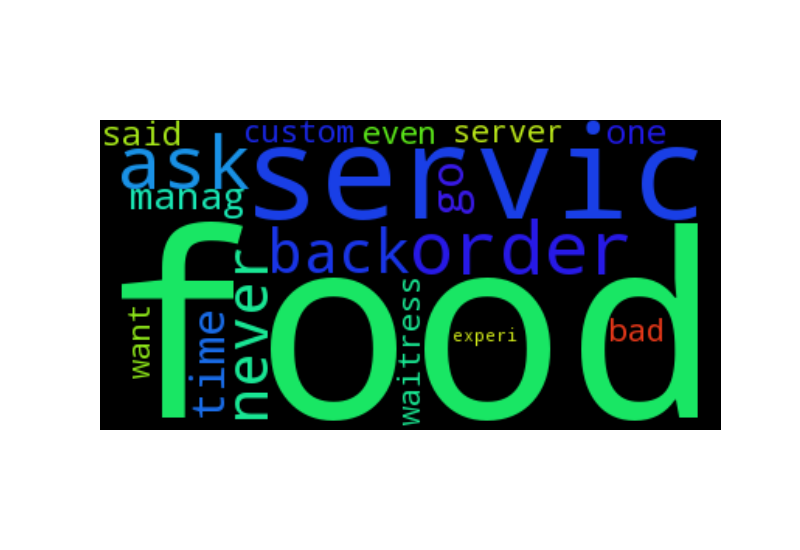 said custom even server one
ask servic
manag go
back order
food
never
want time waitress experi bad